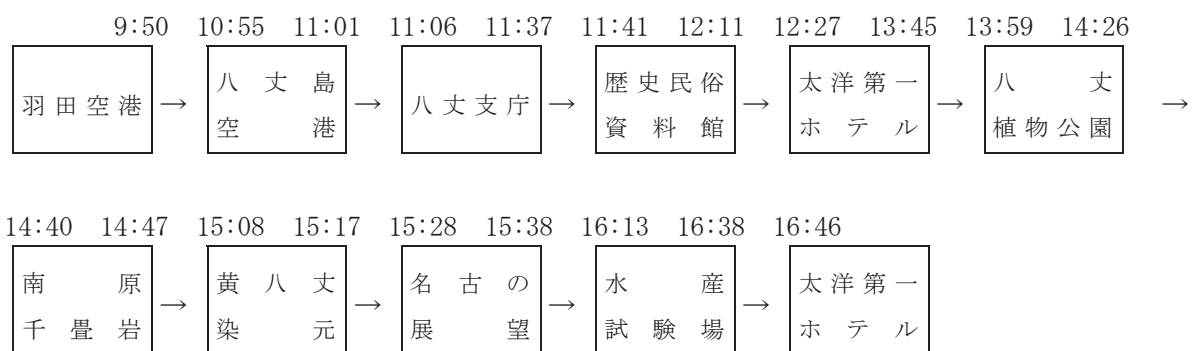 9:50 10:55 11:01 11:06 11:37 11:41 12:11 12:27 13:45 13:59 14:26
羽田空港 → 八丈島空港 → 八丈支庁 → 歴史民俗資料館 → 太洋第一ホテル → 八丈植物公園 →
14:40 14:47 15:08 15:17 15:28 15:38 16:13 16:38 16:46
南原千畳岩 → 黄八丈染元 → 名古の展望 → 水産試験場 → 太洋第一ホテル